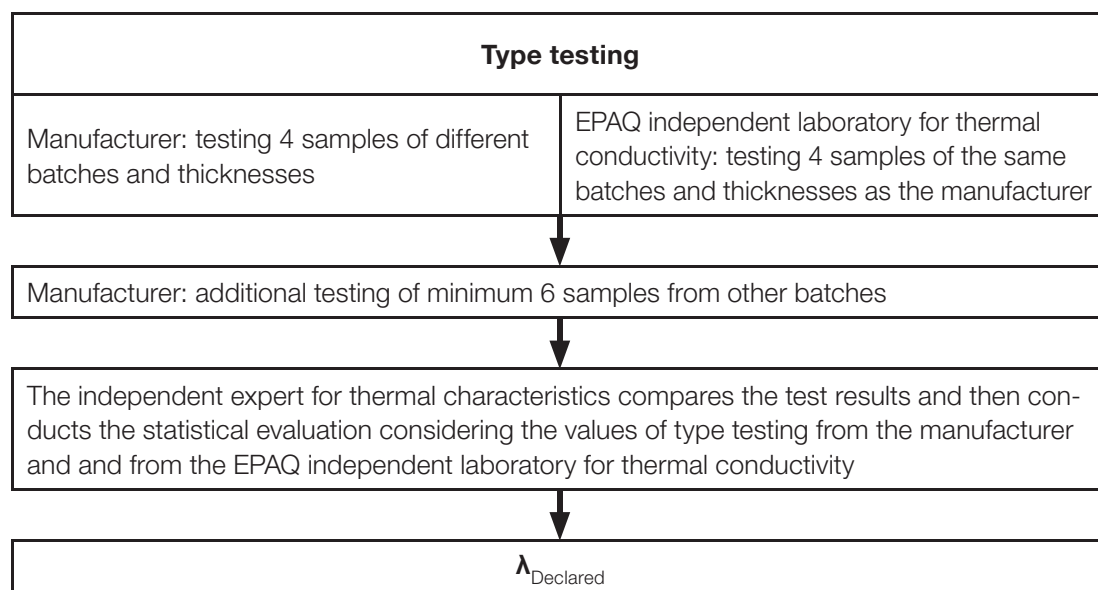 Type testing
Manufacturer: testing 4 samples of different
batches and thicknesses
EPAQ independent laboratory for thermal
conductivity: testing 4 samples of the same
batches and thicknesses as the manufacturer
Manufacturer: additional testing of minimum 6 samples from other batches
The independent expert for thermal characteristics compares the test results and then con-
ducts the statistical evaluation considering the values of type testing from the manufacturer
and and from the EPAQ independent laboratory for thermal conductivity
λDeclared